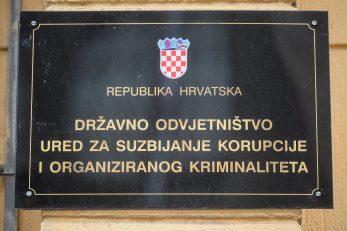 REPUBLIKA HRVATSKA
DRŽAVNO ODVJETNIŠTVO
URED ZA SUZBIJANJE KORUPCIJE
I ORGANIZIRANOG KRIMINALITETA